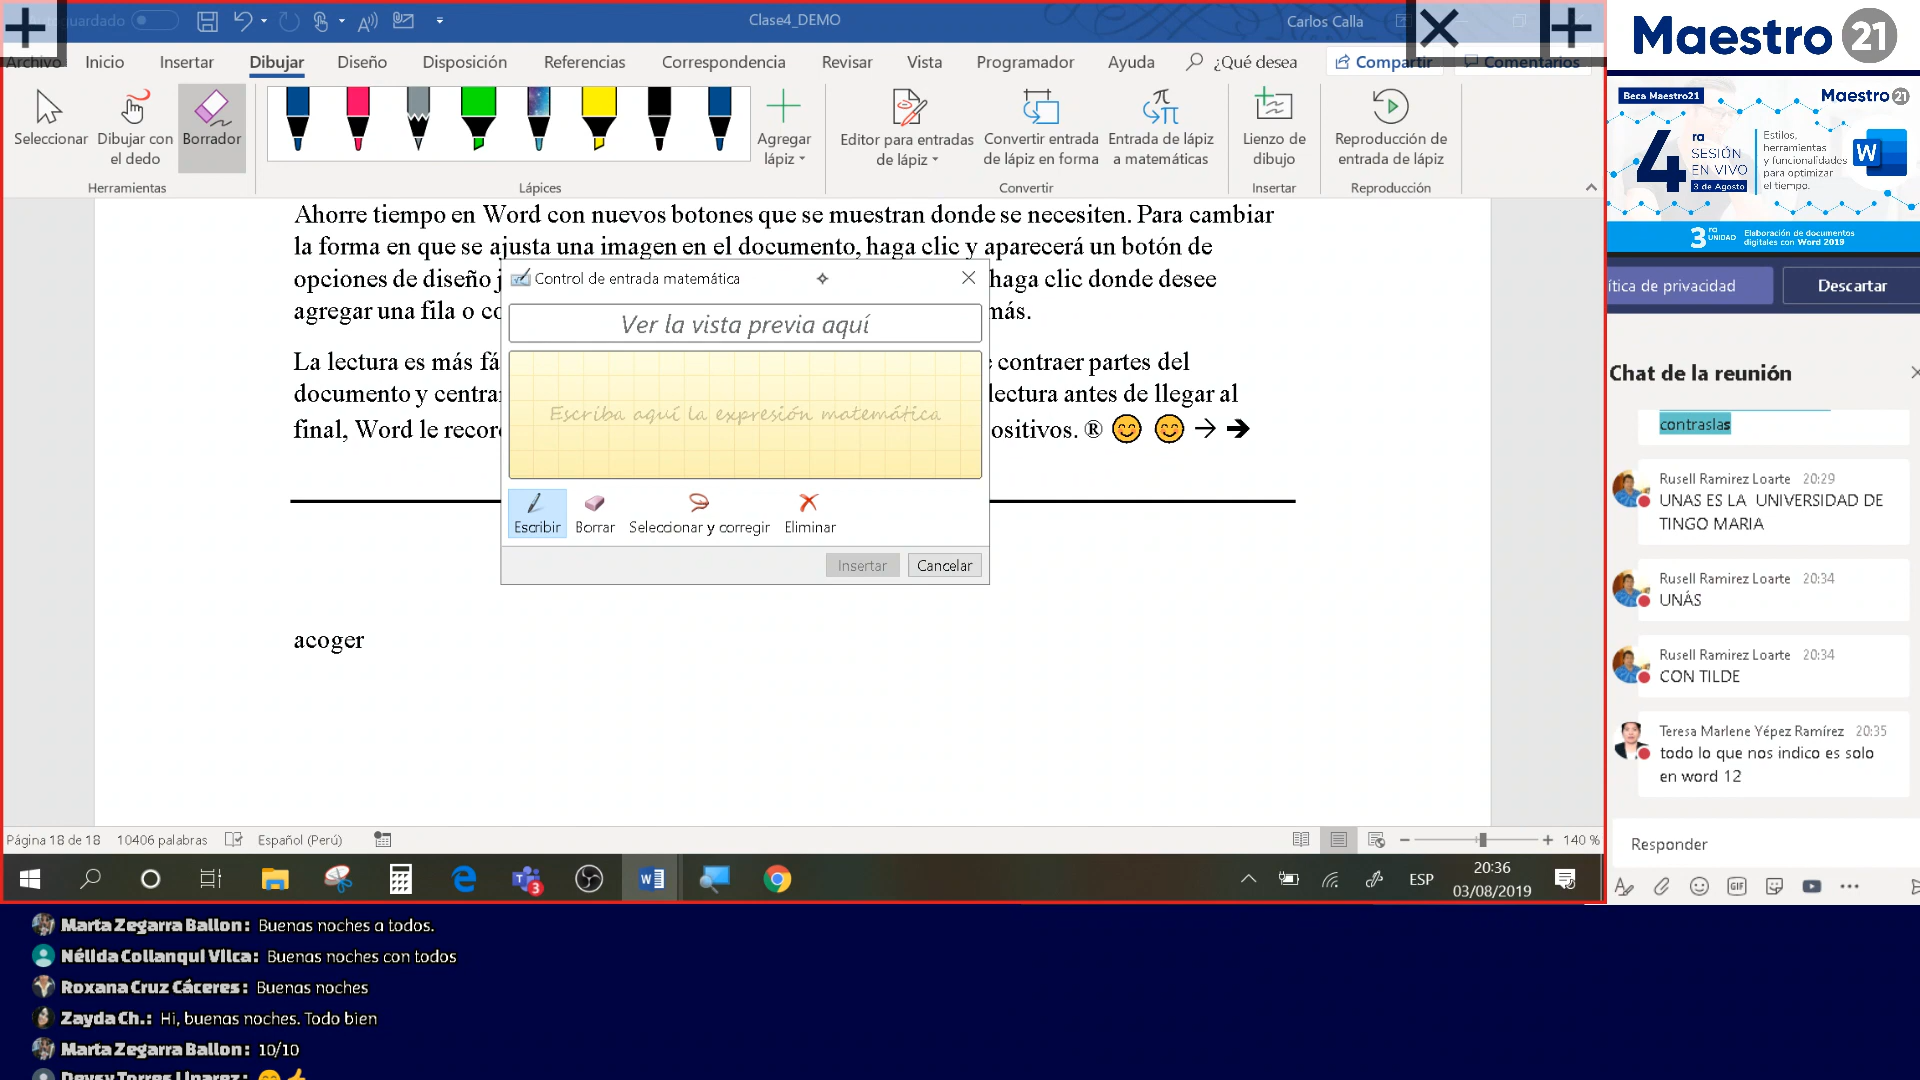 Autoguardado
Clase4_DEMO
Carlos Calla
Archivo Inicio Insertar Dibujar Diseño Disposición Referencias Correspondencia Revisar Vista Programador Ayuda ¿Qué desea Compartir Comentarios
Seleccionar
Dibujar con
el dedo
Borrador
Herramientas
Agregar
lápiz
Lápices
Editor para entradas
de lápiz
Convertir entrada
de lápiz en forma
Entrada de lápiz
a matemáticas
Convertir
Lienzo de
dibujo
Insertar
Reproducción de
entrada de lápiz
Reproducción
Ahorre tiempo en Word con nuevos botones que se muestran donde se necesiten. Para cambiar
la forma en que se ajusta una imagen en el documento, haga clic y aparecerá un botón de
opciones de diseño haga clic donde desee
agregar una fila o más.
La lectura es más contraer partes del
documento y lectura antes de llegar al
final, Word le ositivos. ® 😊 😊 → ➔
acoger
Control de entrada matemática
Ver la vista previa aquí
Escriba aquí la expresión matemática
Escribir Borrar Seleccionar y corregir Eliminar
Insertar Cancelar
Página 18 de 18 10406 palabras Español (Perú) 140 %
3
ESP
20:36
03/08/2019
Maestro 21
Beca Maestro21
Maestro 21
4 ra
SESIÓN
EN VIVO
3 de Agosto
Estilos,
herramientas
y funcionalidades
para optimizar
el tiempo.
W
3 ra UNIDAD
Elaboración de documentos
digitales con Word 2019
ítica de privacidad Descartar
Chat de la reunión
contraslas
Rusell Ramirez Loarte 20:29
UNAS ES LA UNIVERSIDAD DE
TINGO MARIA
Rusell Ramirez Loarte 20:34
UNÁS
Rusell Ramirez Loarte 20:34
CON TILDE
Teresa Marlene Yépez Ramírez 20:35
todo lo que nos indico es solo
en word 12
Responder
GIF
Marta Zegarra Ballon: Buenas noches a todos.
Nélida Collanqui Vilca: Buenas noches con todos
Roxana Cruz Cáceres: Buenas noches
Zayda Ch.: Hi, buenas noches. Todo bien
Marta Zegarra Ballon: 10/10
Deysy Torres Linarez: 😊👍